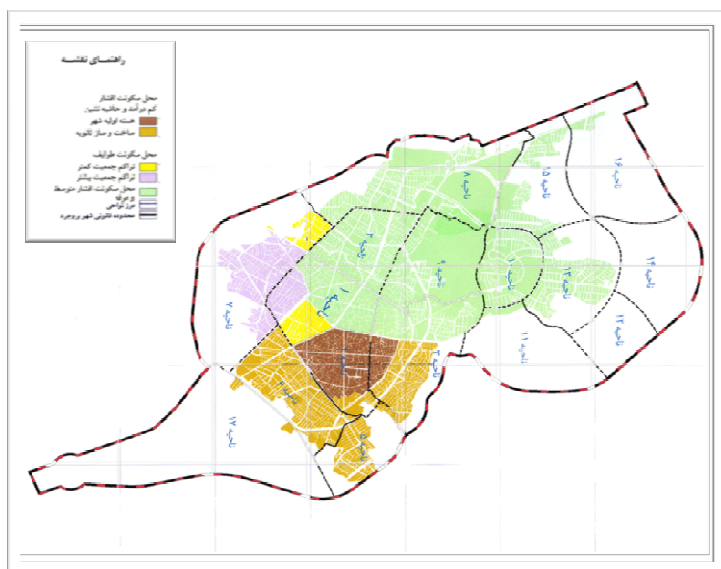 راهنمای نقشه
محل سکونت اقشار
کم درآمد و حاشیه نشین
هسته اولیه شهر
ساخت و ساز ثانویه
محل سکونت طوایف
تراکم جمعیت کمتر
تراکم جمعیت بیشتر
محل سکونت اقشار متوسط
و مرفه
مرز نواحی
محدوده قانونی شهر بروجرد
ناحیه ۱۶
ناحیه ۱۵
ناحیه ۸
ناحیه ۲
ناحیه ۹
ناحیه ۱۰
ناحیه ۱۳
ناحیه ۱۴
ناحیه ۷
ناحیه ۱۲
ناحیه ۳
ناحیه ۱۱
ناحیه ۴
ناحیه ۱۷
ناحیه ۵